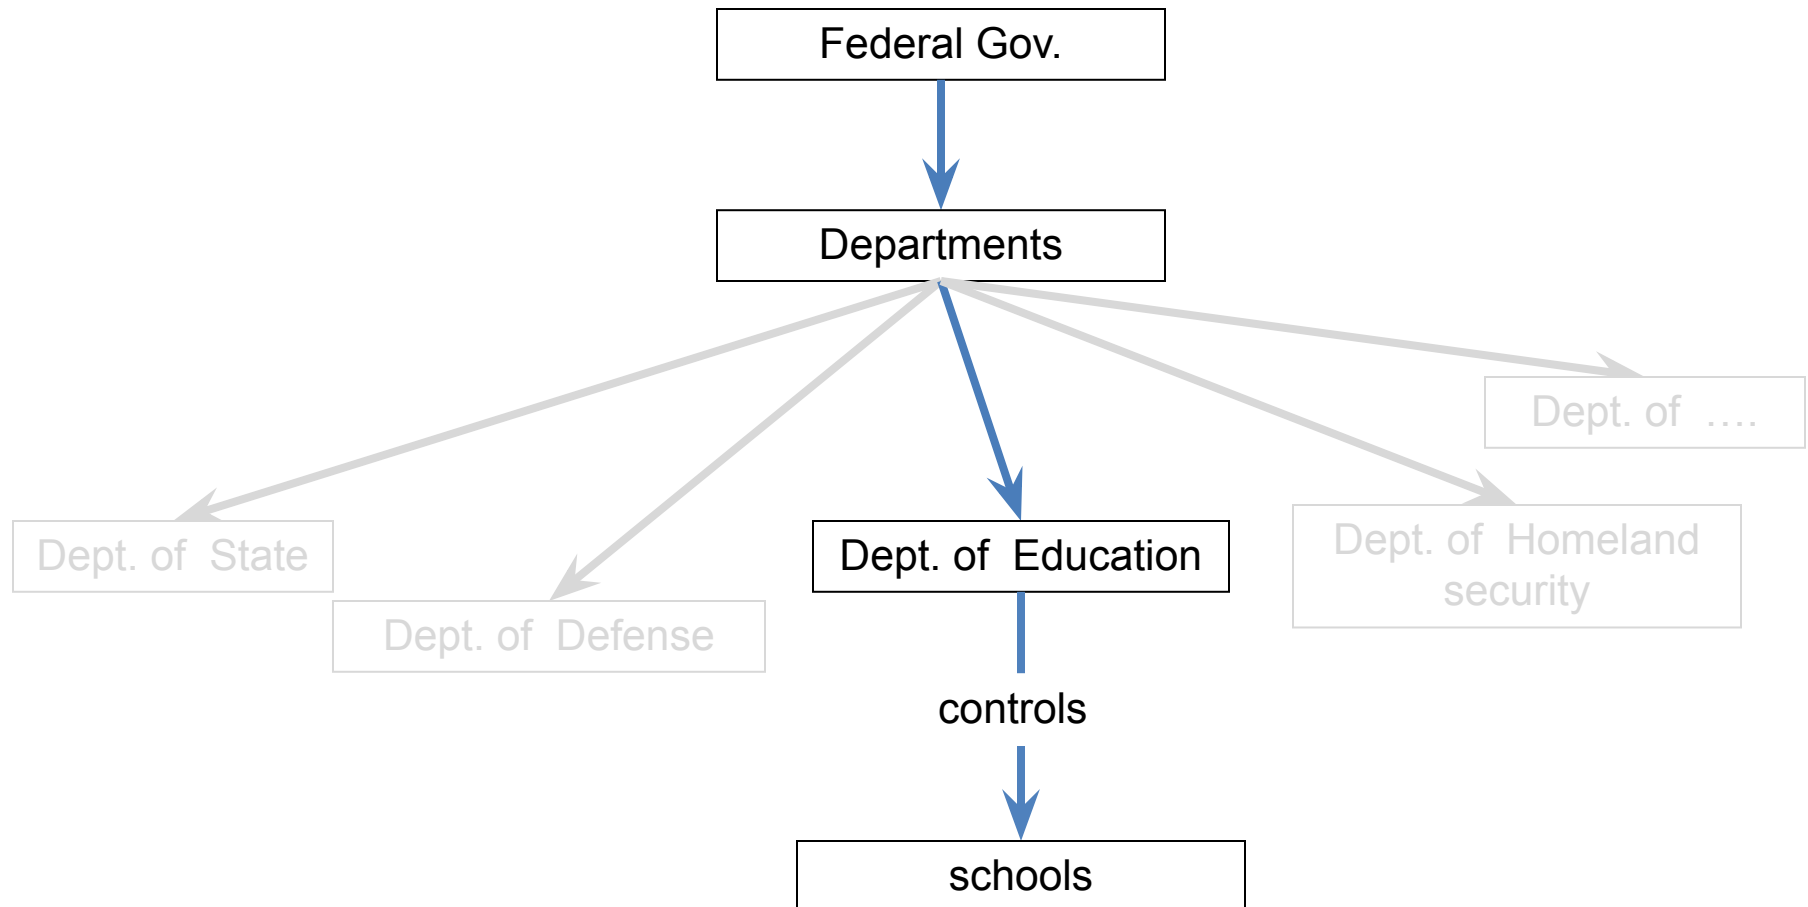 Federal Gov.
Departments
Dept. of  ….
Dept. of  State
Dept. of  Defense
Dept. of  Education
Dept. of  Homeland
security
controls
schools